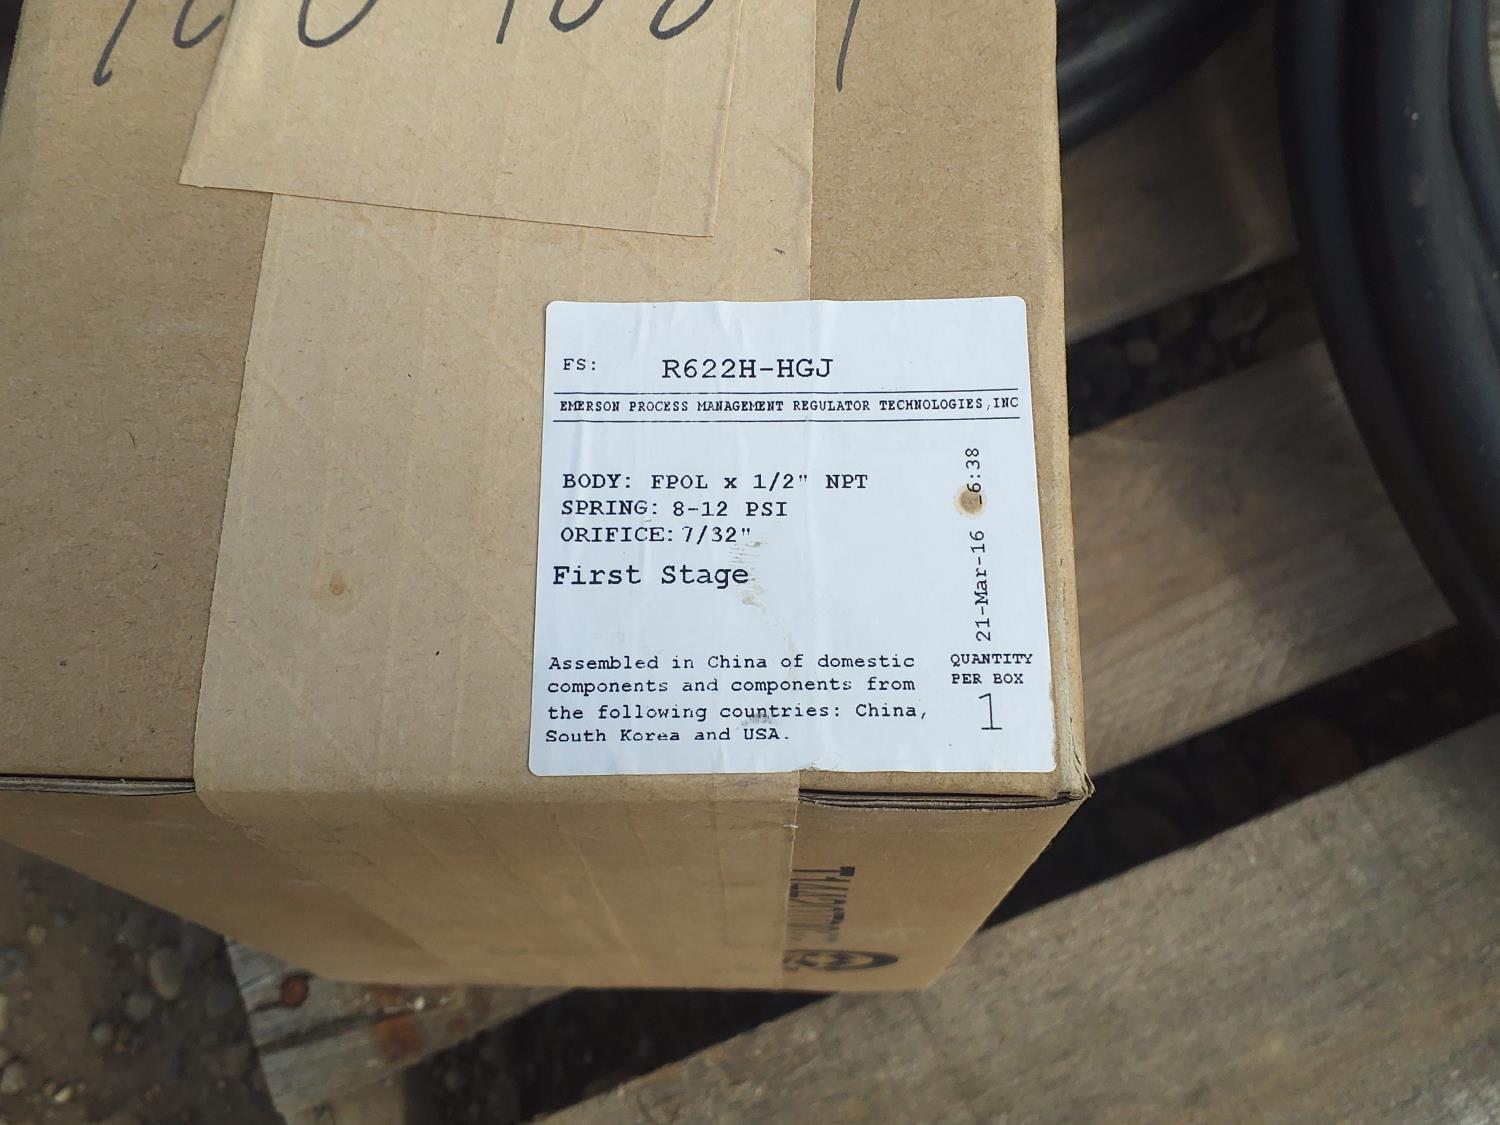 FS: R622H-HGJ
EMERSON PROCESS MANAGEMENT REGULATOR TECHNOLOGIES,INC
BODY: FPOL x 1/2" NPT
SPRING: 8-12 PSI
ORIFICE: 7/32"
First Stage
21-Mar-16 6:38
Assembled in China of domestic
components and components from
the following countries: China,
South Korea and USA.
QUANTITY
PER BOX
1